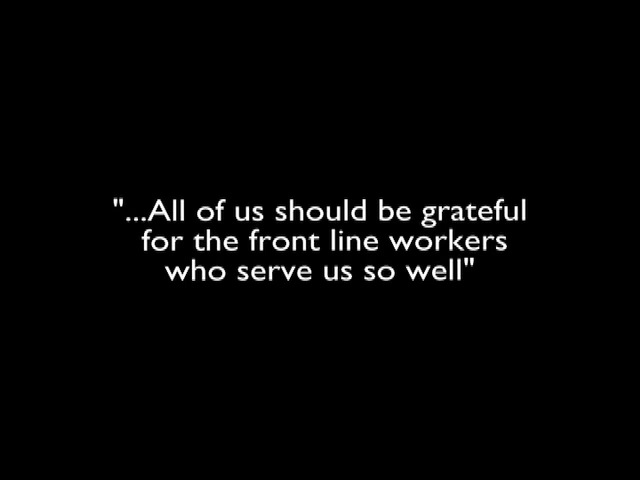 "...All of us should be grateful
for the front line workers
who serve us so well"